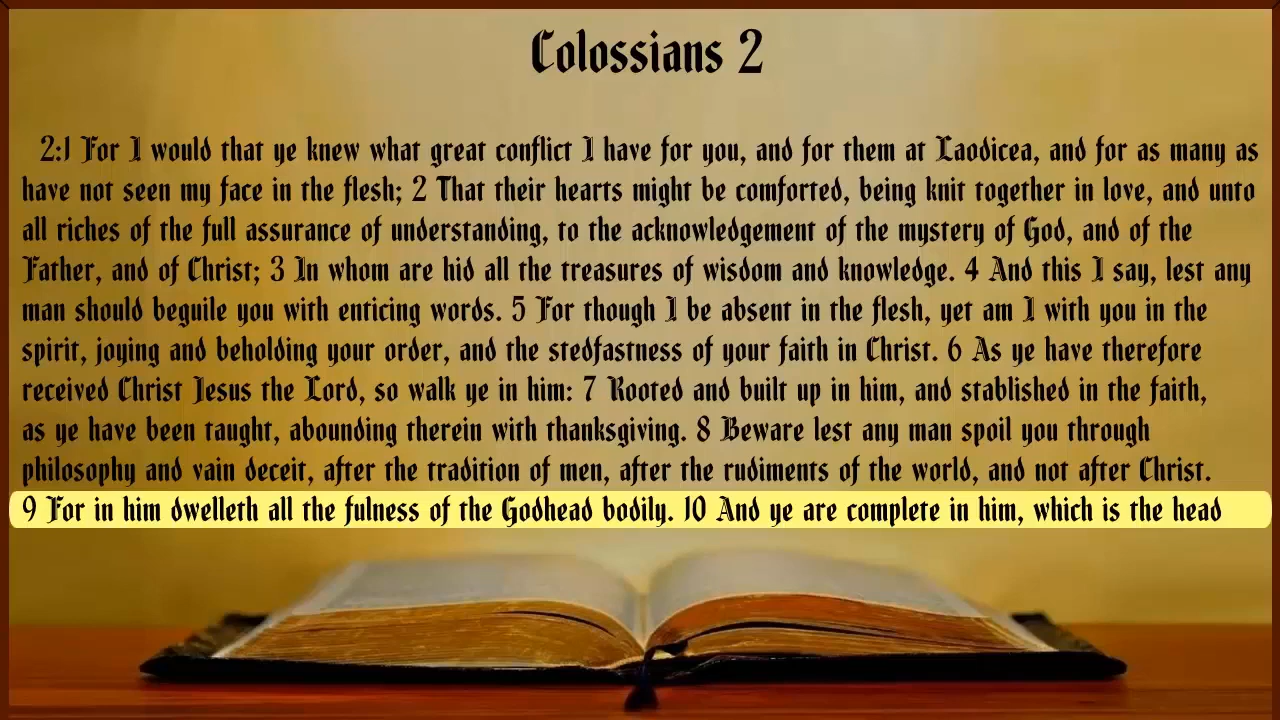 Colossians 2
2:1 For I would that ye knew what great conflict I have for you, and for them at Laodicea, and for as many as
have not seen my face in the flesh; 2 That their hearts might be comforted, being knit together in love, and unto
all riches of the full assurance of understanding, to the acknowledgement of the mystery of God, and of the
Father, and of Christ; 3 In whom are hid all the treasures of wisdom and knowledge. 4 And this I say, lest any
man should beguile you with enticing words. 5 For though I be absent in the flesh, yet am I with you in the
spirit, joying and beholding your order, and the stedfastness of your faith in Christ. 6 As ye have therefore
received Christ Jesus the Lord, so walk ye in him: 7 Rooted and built up in him, and stablished in the faith,
as ye have been taught, abounding therein with thanksgiving. 8 Beware lest any man spoil you through
philosophy and vain deceit, after the tradition of men, after the rudiments of the world, and not after Christ.
9 For in him dwelleth all the fulness of the Godhead bodily. 10 And ye are complete in him, which is the head